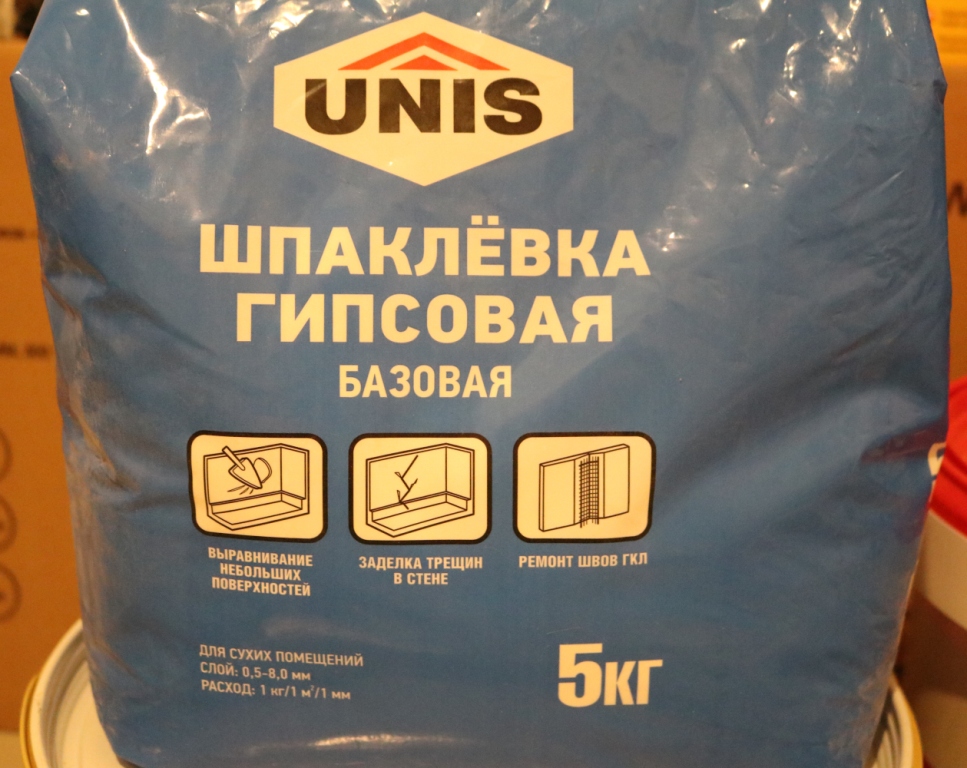 UNIS
ШПАКЛЁВКА
ГИПСОВАЯ
БАЗОВАЯ
ВЫРАВНИВАНИЕ
НЕБОЛЬШИХ
ПОВЕРХНОСТЕЙ
ЗАДЕЛКА ТРЕЩИН
В СТЕНЕ
РЕМОНТ ШВОВ ГКЛ
ДЛЯ СУХИХ ПОМЕЩЕНИЙ
СЛОЙ: 0,5-8,0 мм
РАСХОД: 1 кг/1 м²/1 мм
5КГ